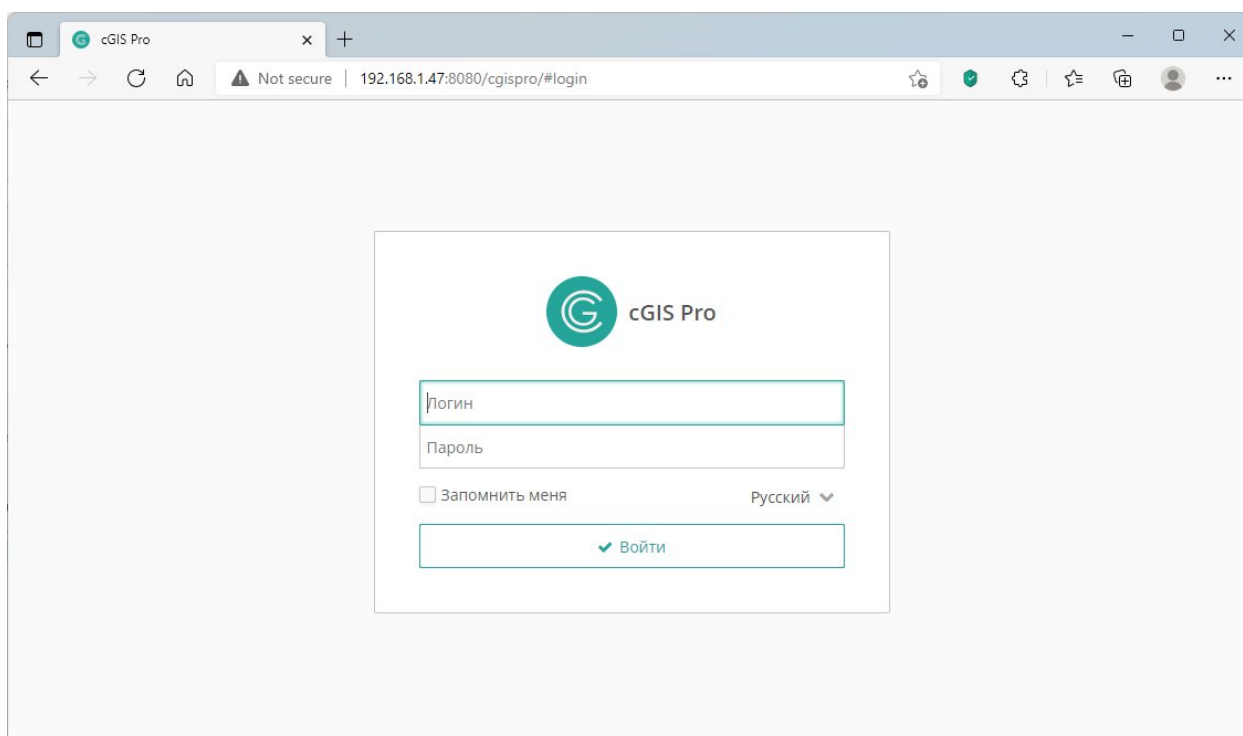 cGIS Pro
Not secure | 192.168.1.47:8080/cgispro/#login
cGIS Pro
Логин
Пароль
Запомнить меня
Русский
Войти